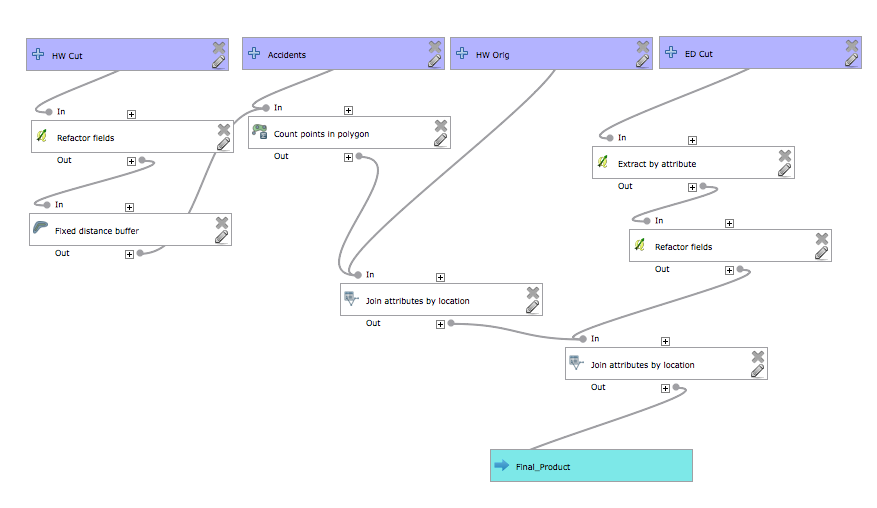 HW Cut
Accidents
HW Orig
ED Cut
In
Refactor fields
Out
In
Count points in polygon
Out
In
Extract by attribute
Out
In
Fixed distance buffer
Out
In
Refactor fields
Out
In
Join attributes by location
Out
In
Join attributes by location
Out
Final_Product